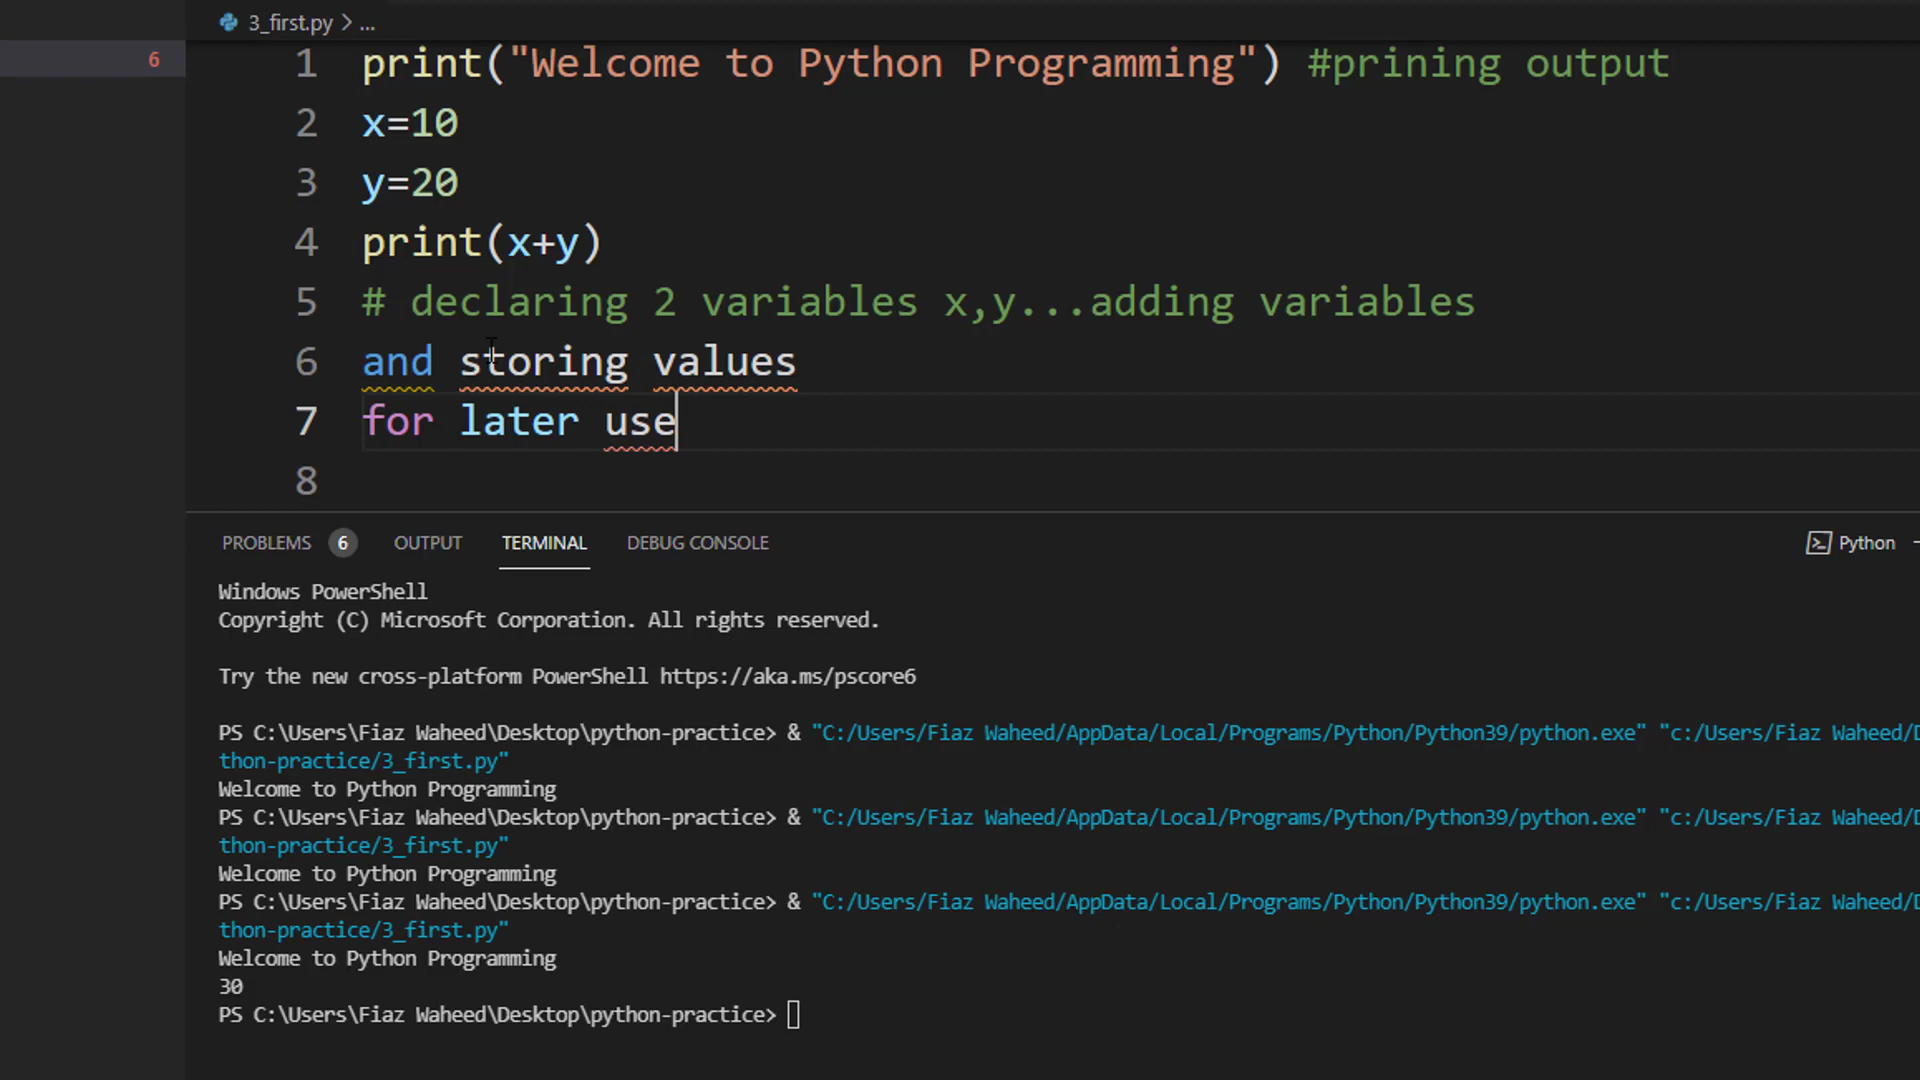 3_first.py > ...
6
1 print("Welcome to Python Programming") #prining output
2 x=10
3 y=20
4 print(x+y)
5 # declaring 2 variables x,y...adding variables
6 and storing values
7 for later use
8
PROBLEMS 6 OUTPUT TERMINAL DEBUG CONSOLE Python
Windows PowerShell
Copyright (C) Microsoft Corporation. All rights reserved.
Try the new cross-platform PowerShell https://aka.ms/pscore6
PS C:\Users\Fiaz Waheed\Desktop\python-practice> & "C:/Users/Fiaz Waheed/AppData/Local/Programs/Python/Python39/python.exe" "c:/Users/Fiaz Waheed/D
thon-practice/3_first.py"
Welcome to Python Programming
PS C:\Users\Fiaz Waheed\Desktop\python-practice> & "C:/Users/Fiaz Waheed/AppData/Local/Programs/Python/Python39/python.exe" "c:/Users/Fiaz Waheed/D
thon-practice/3_first.py"
Welcome to Python Programming
PS C:\Users\Fiaz Waheed\Desktop\python-practice> & "C:/Users/Fiaz Waheed/AppData/Local/Programs/Python/Python39/python.exe" "c:/Users/Fiaz Waheed/D
thon-practice/3_first.py"
Welcome to Python Programming
30
PS C:\Users\Fiaz Waheed\Desktop\python-practice>